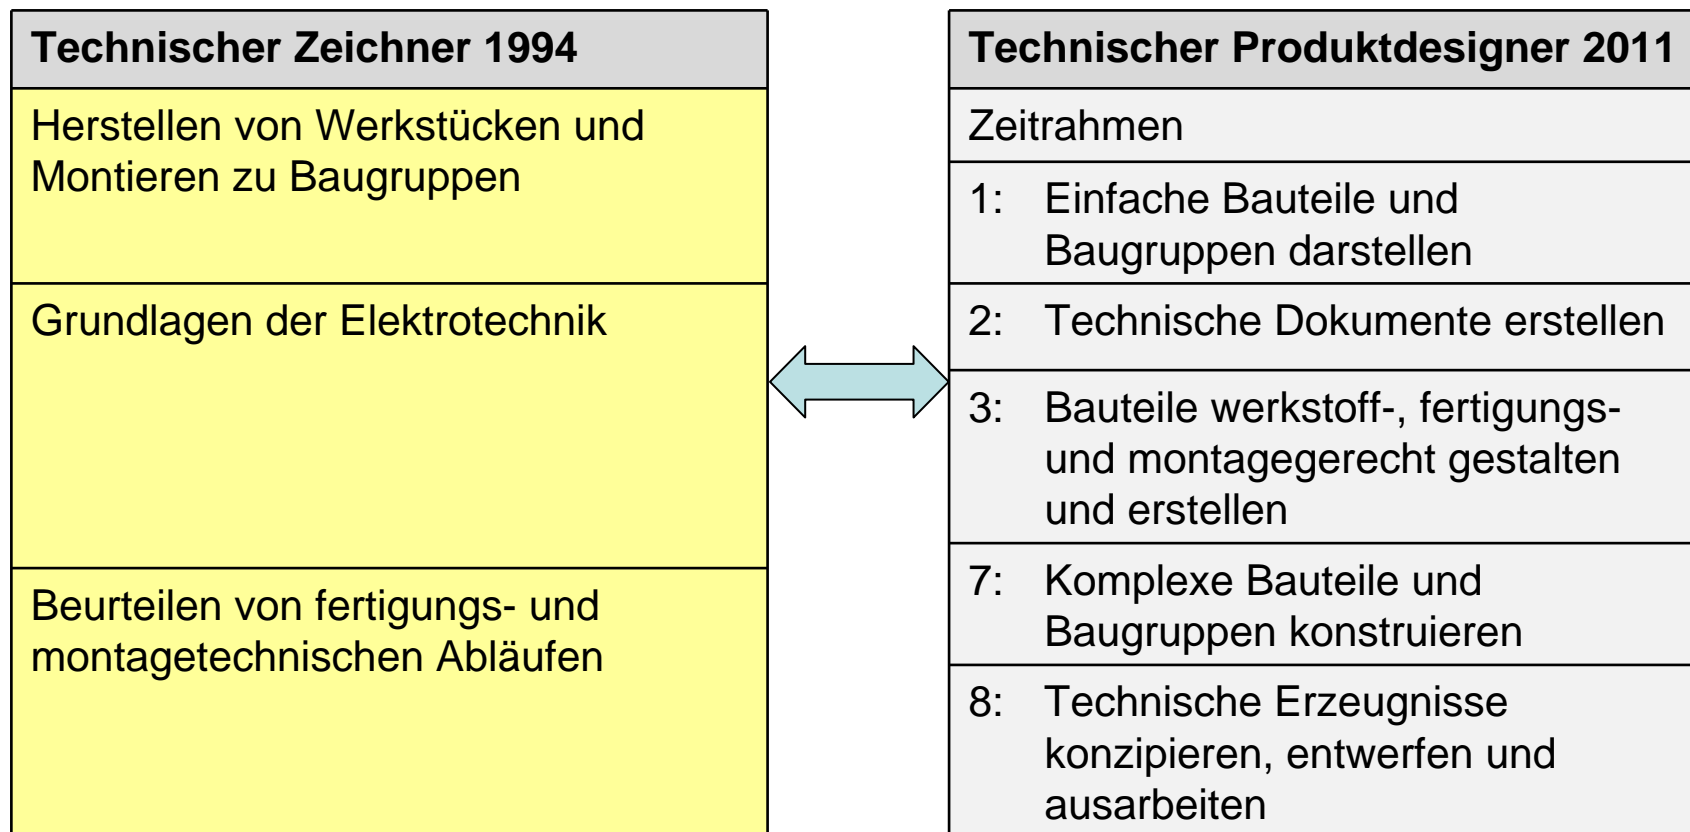 Technischer Zeichner 1994
Herstellen von Werkstücken und
Montieren zu Baugruppen
Grundlagen der Elektrotechnik
Beurteilen von fertigungs- und
montagetechnischen Abläufen
Technischer Produktdesigner 2011
Zeitrahmen
1: Einfache Bauteile und
Baugruppen darstellen
2: Technische Dokumente erstellen
3: Bauteile werkstoff-, fertigungs-
und montagegerecht gestalten
und erstellen
7: Komplexe Bauteile und
Baugruppen konstruieren
8: Technische Erzeugnisse
konzipieren, entwerfen und
ausarbeiten